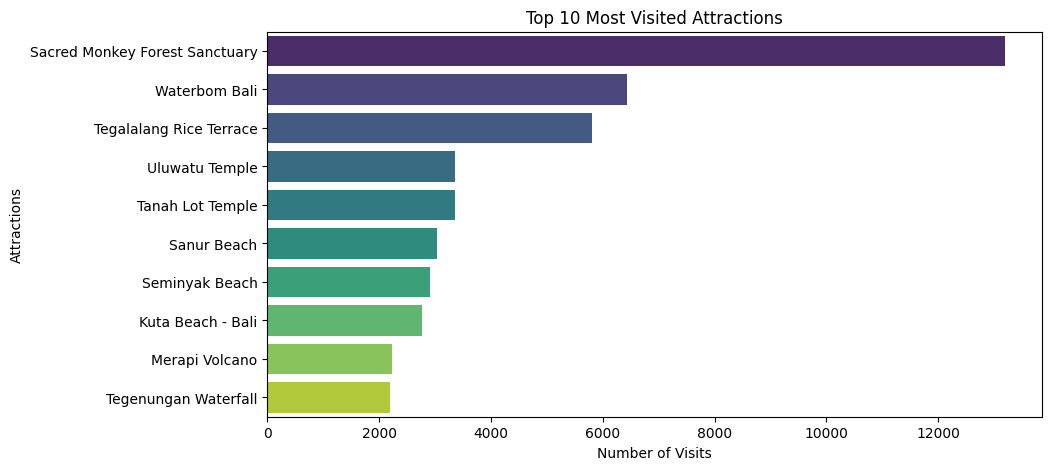 Top 10 Most Visited Attractions
Attractions
Sacred Monkey Forest Sanctuary
Waterbom Bali
Tegalalang Rice Terrace
Uluwatu Temple
Tanah Lot Temple
Sanur Beach
Seminyak Beach
Kuta Beach - Bali
Merapi Volcano
Tegenungan Waterfall
0 2000 4000 6000 8000 10000 12000
Number of Visits